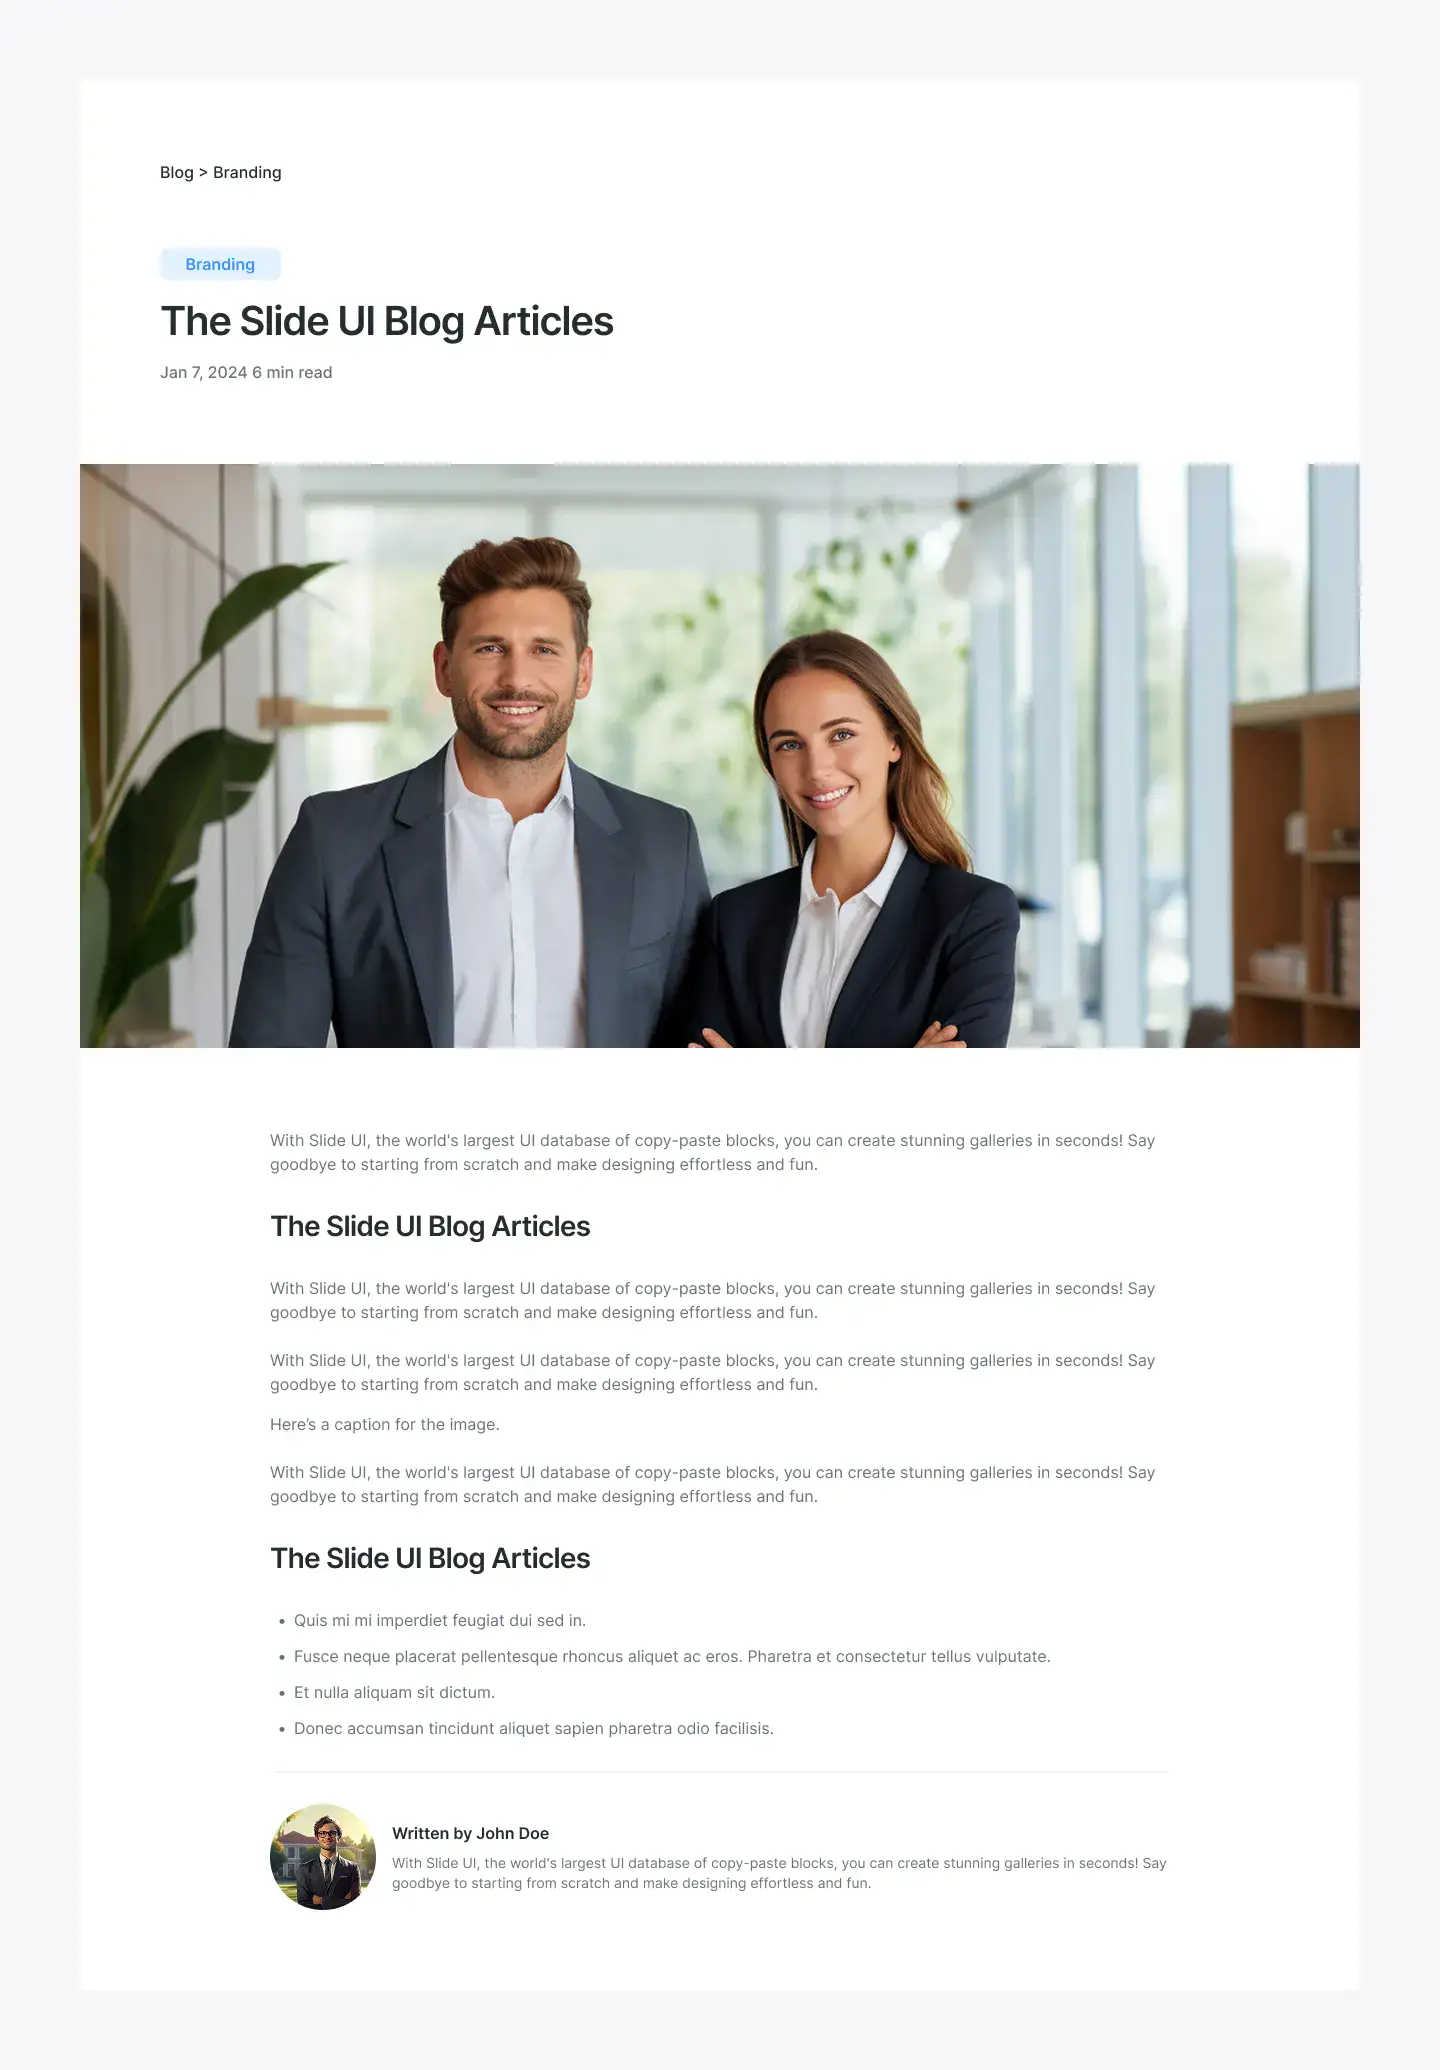 Blog > Branding
Branding
The Slide UI Blog Articles
Jan 7, 2024 6 min read
With Slide UI, the world's largest UI database of copy-paste blocks, you can create stunning galleries in seconds! Say
goodbye to starting from scratch and make designing effortless and fun.
The Slide UI Blog Articles
With Slide UI, the world's largest UI database of copy-paste blocks, you can create stunning galleries in seconds! Say
goodbye to starting from scratch and make designing effortless and fun.
With Slide UI, the world's largest UI database of copy-paste blocks, you can create stunning galleries in seconds! Say
goodbye to starting from scratch and make designing effortless and fun.
Here’s a caption for the image.
With Slide UI, the world's largest UI database of copy-paste blocks, you can create stunning galleries in seconds! Say
goodbye to starting from scratch and make designing effortless and fun.
The Slide UI Blog Articles
• Quis mi mi imperdiet feugiat dui sed in.
• Fusce neque placerat pellentesque rhoncus aliquet ac eros. Pharetra et consectetur tellus vulputate.
• Et nulla aliquam sit dictum.
• Donec accumsan tincidunt aliquet sapien pharetra odio facilisis.
Written by John Doe
With Slide UI, the world's largest UI database of copy-paste blocks, you can create stunning galleries in seconds! Say
goodbye to starting from scratch and make designing effortless and fun.